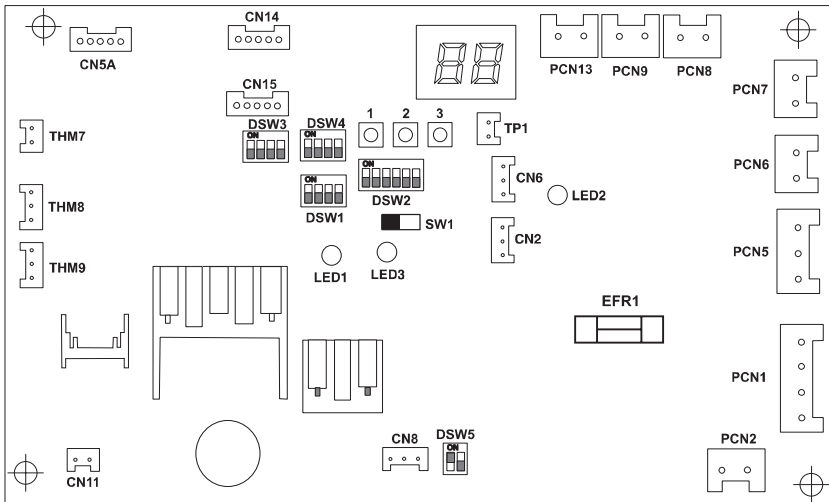 CN14
CN5A
PCN13
PCN9
PCN8
PCN7
CN15
DSW3
DSW4
1
2
3
TP1
ON
ON
THM7
PCN6
CN6
ON
ON
DSW2
LED2
THM8
DSW1
SW1
CN2
PCN5
THM9
LED1
LED3
EFR1
PCN1
CN8
DSW5
ON
PCN2
CN11